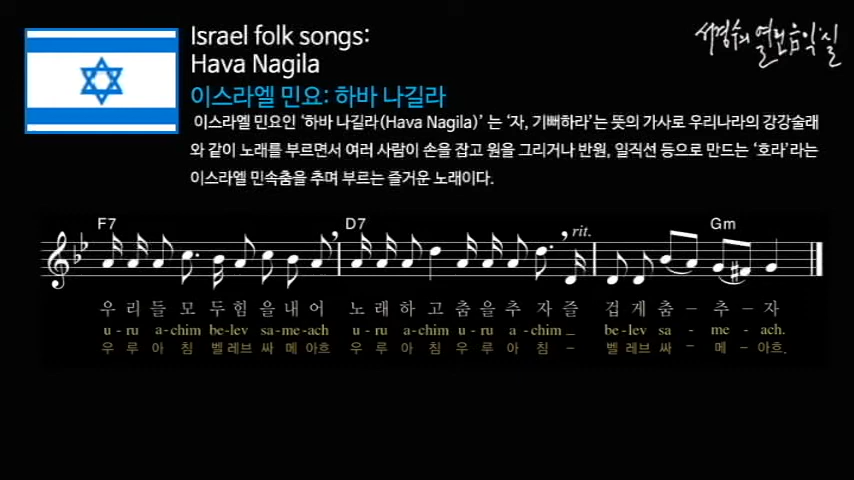 Israel folk songs:
Hava Nagila
이스라엘 민요: 하바 나길라
서경수의 열린음악실
이스라엘 민요인 ‘하바 나길라(Hava Nagila)’ 는 ‘자, 기뻐하라’는 뜻의 가사로 우리나라의 강강술래
와 같이 노래를 부르면서 여러 사람이 손을 잡고 원을 그리거나 반원, 일직선 등으로 만드는 ‘호라’라는
이스라엘 민속춤을 추며 부르는 즐거운 노래이다.
F7 D7 rit. Gm
우 리 들 모 두 힘 을 내 어 노 래 하 고 춤 을 추 자 즐 겁 게 춤 – 추 – 자
u - ru a-chim be-lev sa-me-ach u - ru a-chim u - ru a-chim _ be-lev sa - me - ach.
우 루 아 침 벨 레브 싸 메 아흐 우 루 아 침 우 루 아 침 – 벨 레브 싸 – 메 – 아흐.